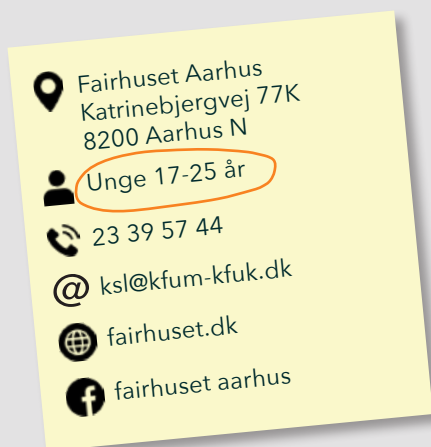 Fairhuset Aarhus
Katrinebjergvej 77K
8200 Aarhus N
Unge 17-25 år
23 39 57 44
@ ksl@kfum-kfuk.dk
fairhuset.dk
fairhuset aarhus